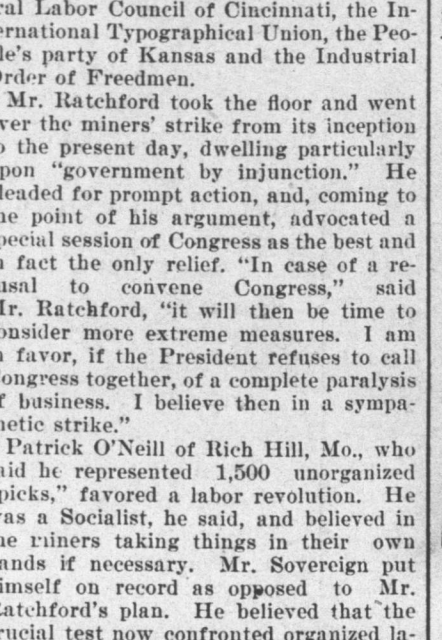 ral Labor Council of Cincinnati, the In-
ernational Typographical Union, the Peo-
le's party of Kansas and the Industrial
rder of Freedmen.
Mr. Ratchford took the floor and went
ver the miners' strike from its inception
o the present day, dwelling particularly
pon "government by injunction." He
leaded for prompt action, and, coming to
he point of his argument, advocated a
pecial session of Congress as the best and
n fact the only relief. "In case of a re-
usal to convene Congress," said
Mr. Ratchford, "it will then be time to
onsider more extreme measures. I am
n favor, if the President refuses to call
ongress together, of a complete paralysis
f business. I believe then in a sympa-
hetic strike."
Patrick O'Neill of Rich Hill, Mo., who
aid he represented 1,500 unorganized
picks," favored a labor revolution. He
as a Socialist, he said, and believed in
he miners taking things in their own
ands if necessary. Mr. Sovereign put
imself on record as opposed to Mr.
Ratchford's plan. He believed that the
rucial test now confronted organized la-